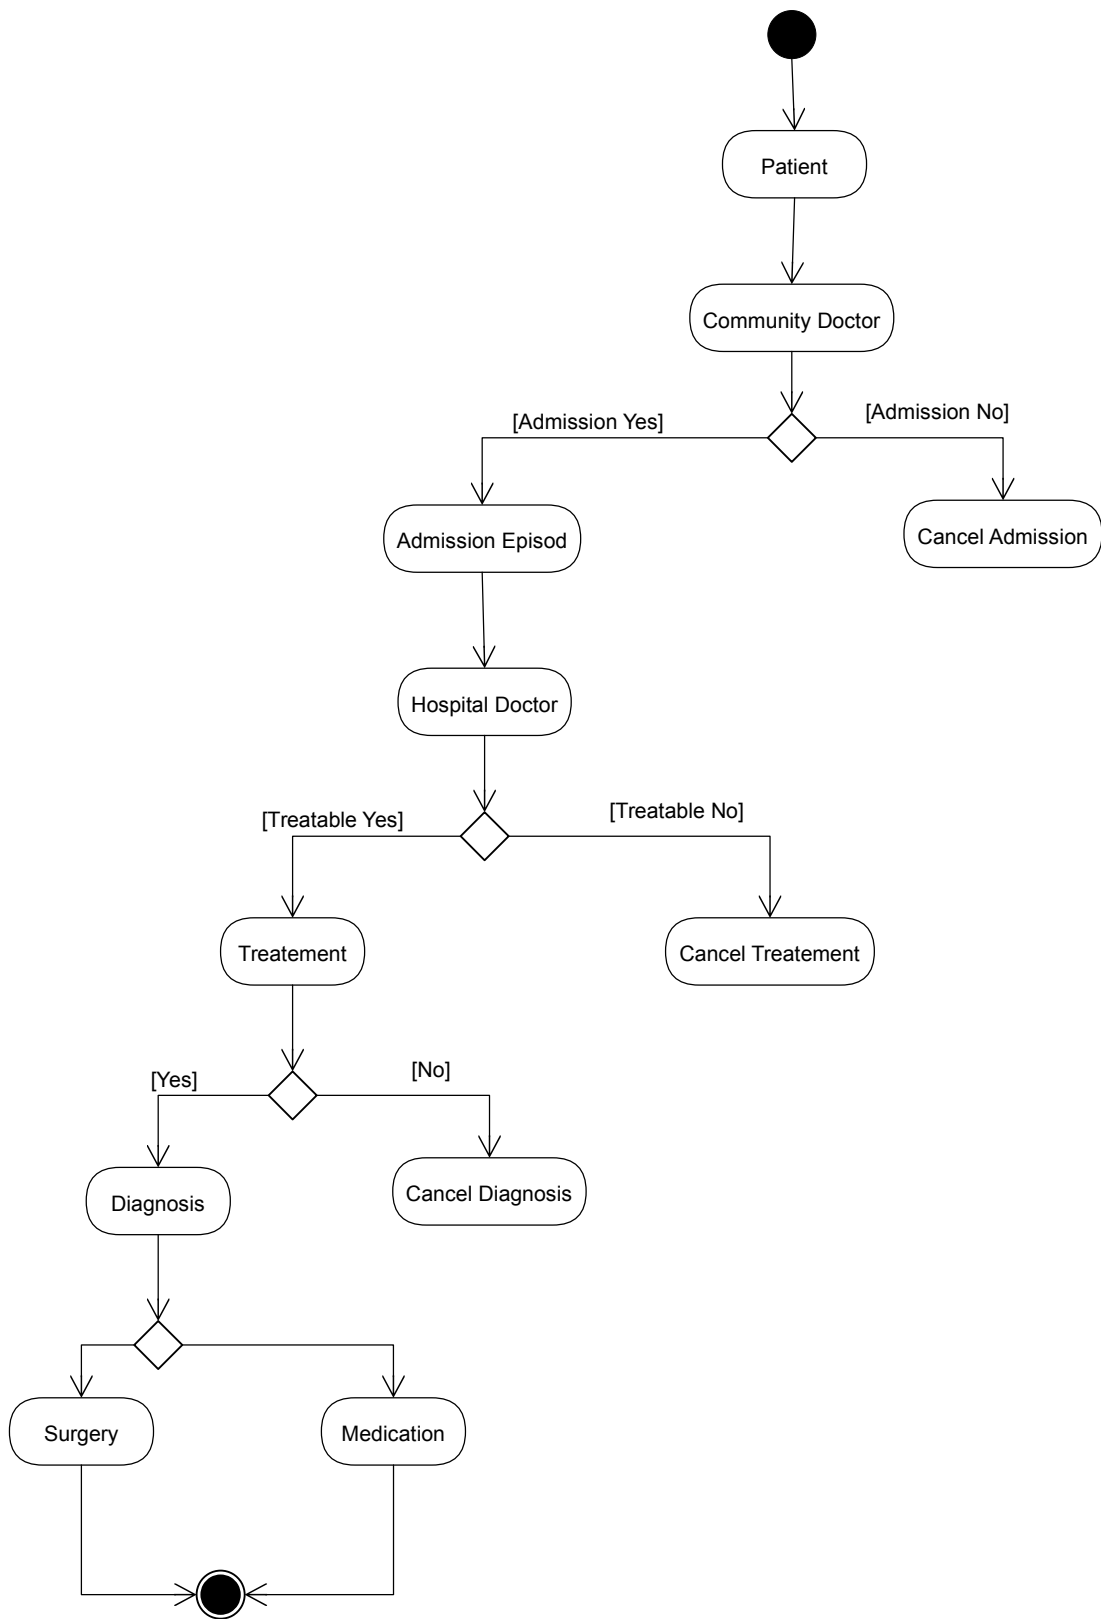 Patient
Community Doctor
[Admission Yes]
[Admission No]
Admission Episod
Cancel Admission
Hospital Doctor
[Treatable Yes]
[Treatable No]
Treatement
Cancel Treatement
[Yes]
[No]
Diagnosis
Cancel Diagnosis
Surgery
Medication